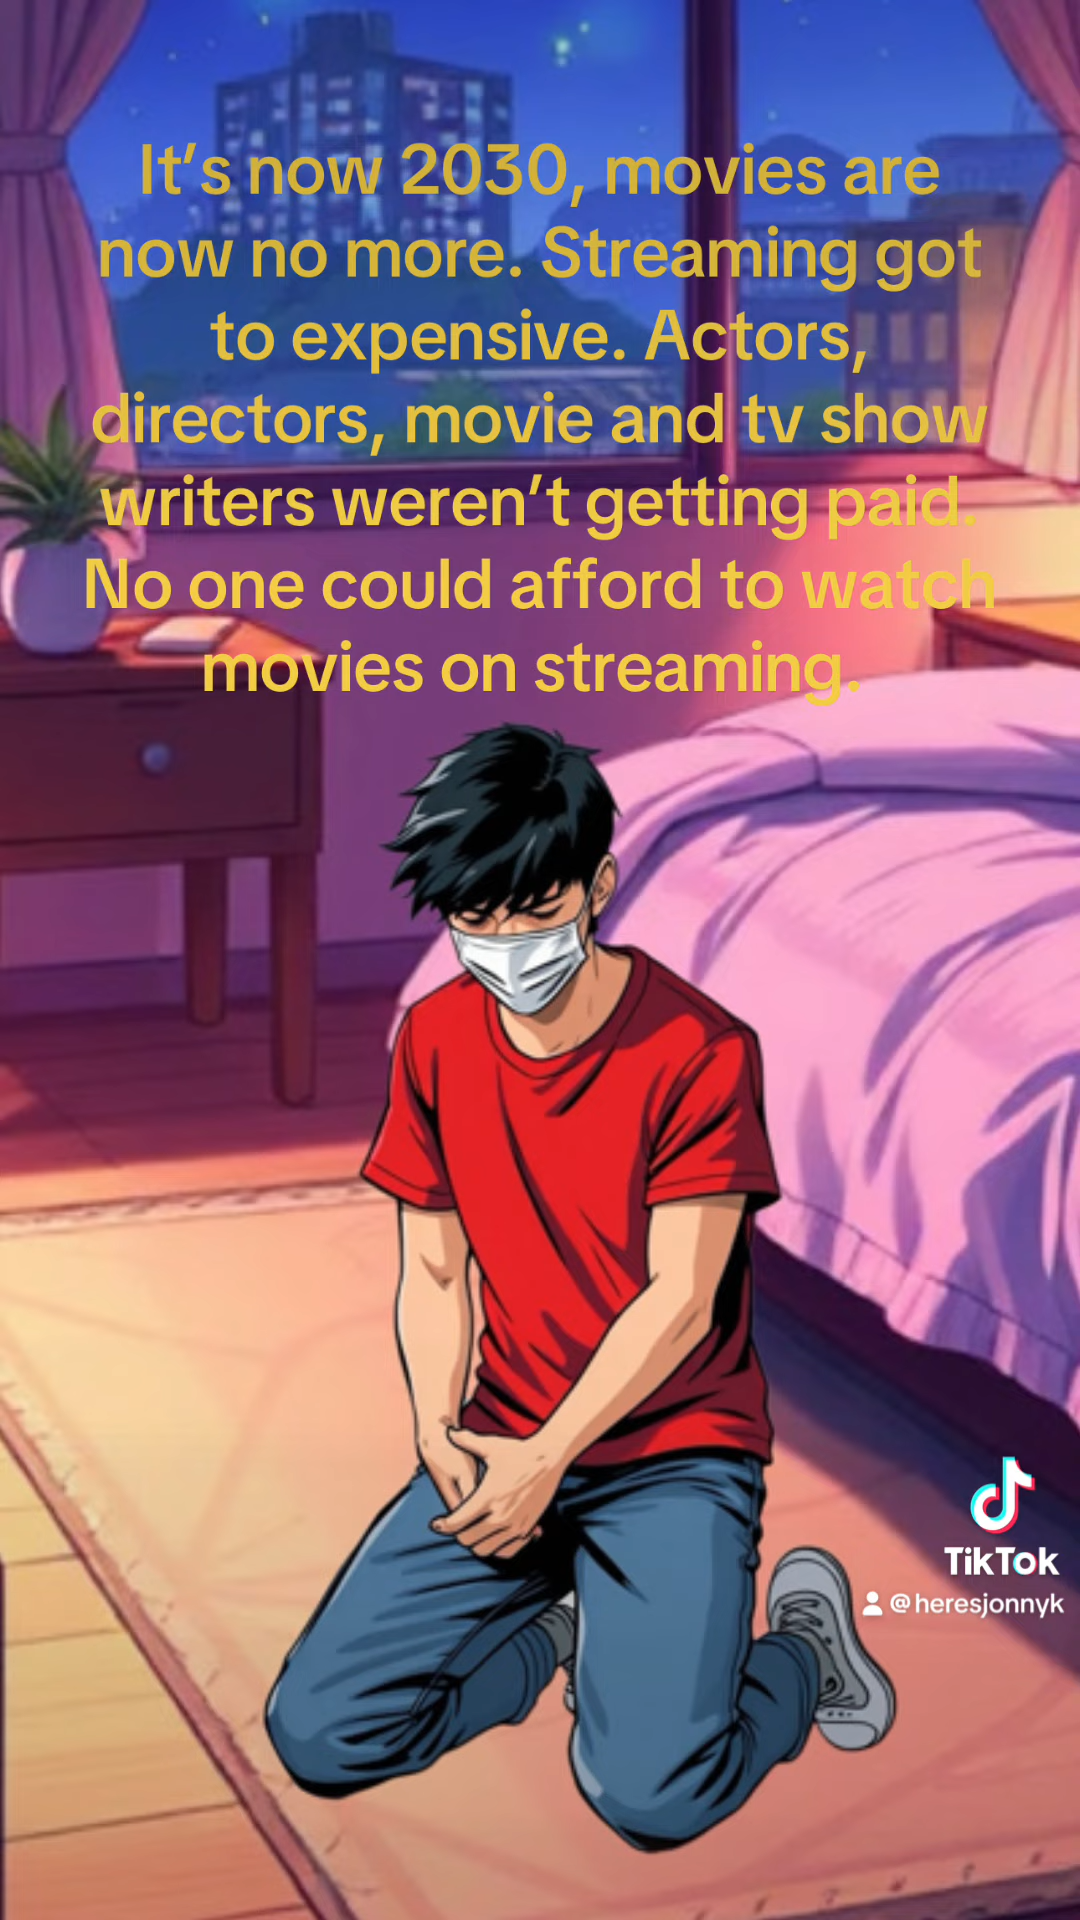 It’s now 2030, movies are
now no more. Streaming got
to expensive. Actors,
directors, movie and tv show
writers weren’t getting paid.
No one could afford to watch
movies on streaming.
TikTok
@heresjonnyk